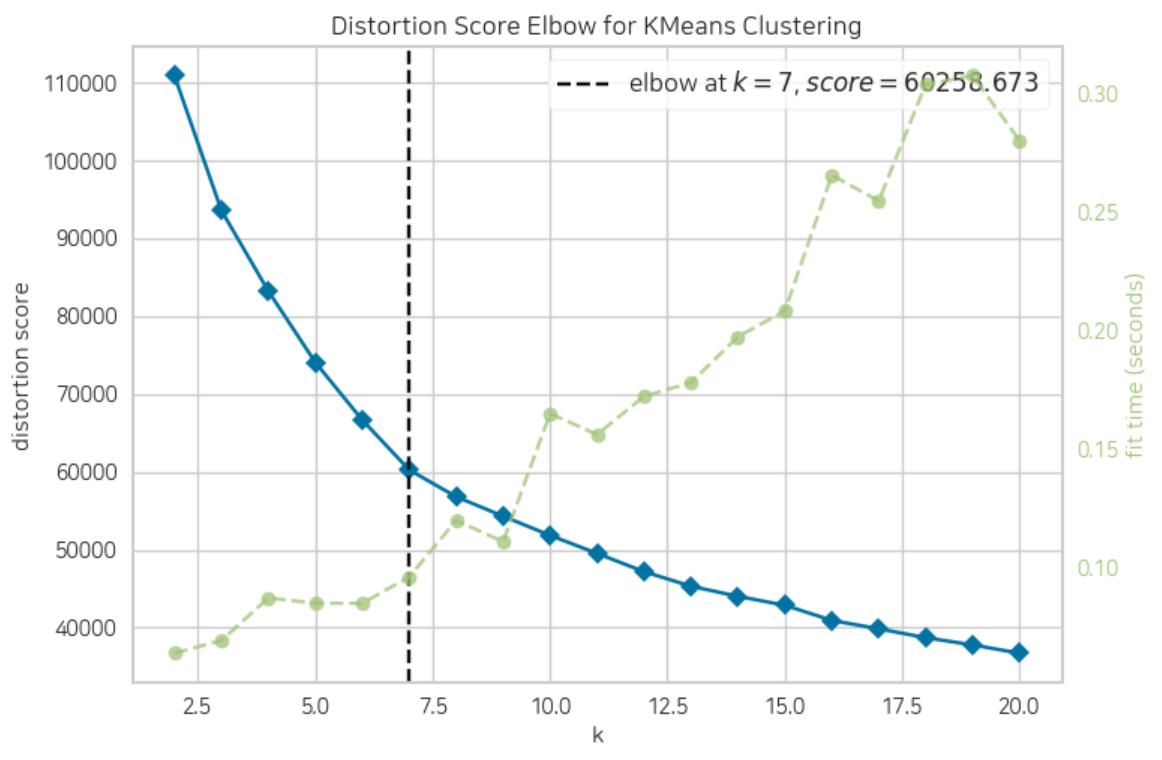 Distortion Score Elbow for KMeans Clustering
elbow at k = 7, score = 60258.673
distortion score
110000
100000
90000
80000
70000
60000
50000
40000
fit time (seconds)
0.30
0.25
0.20
0.15
0.10
2.5 5.0 7.5 10.0 12.5 15.0 17.5 20.0
k